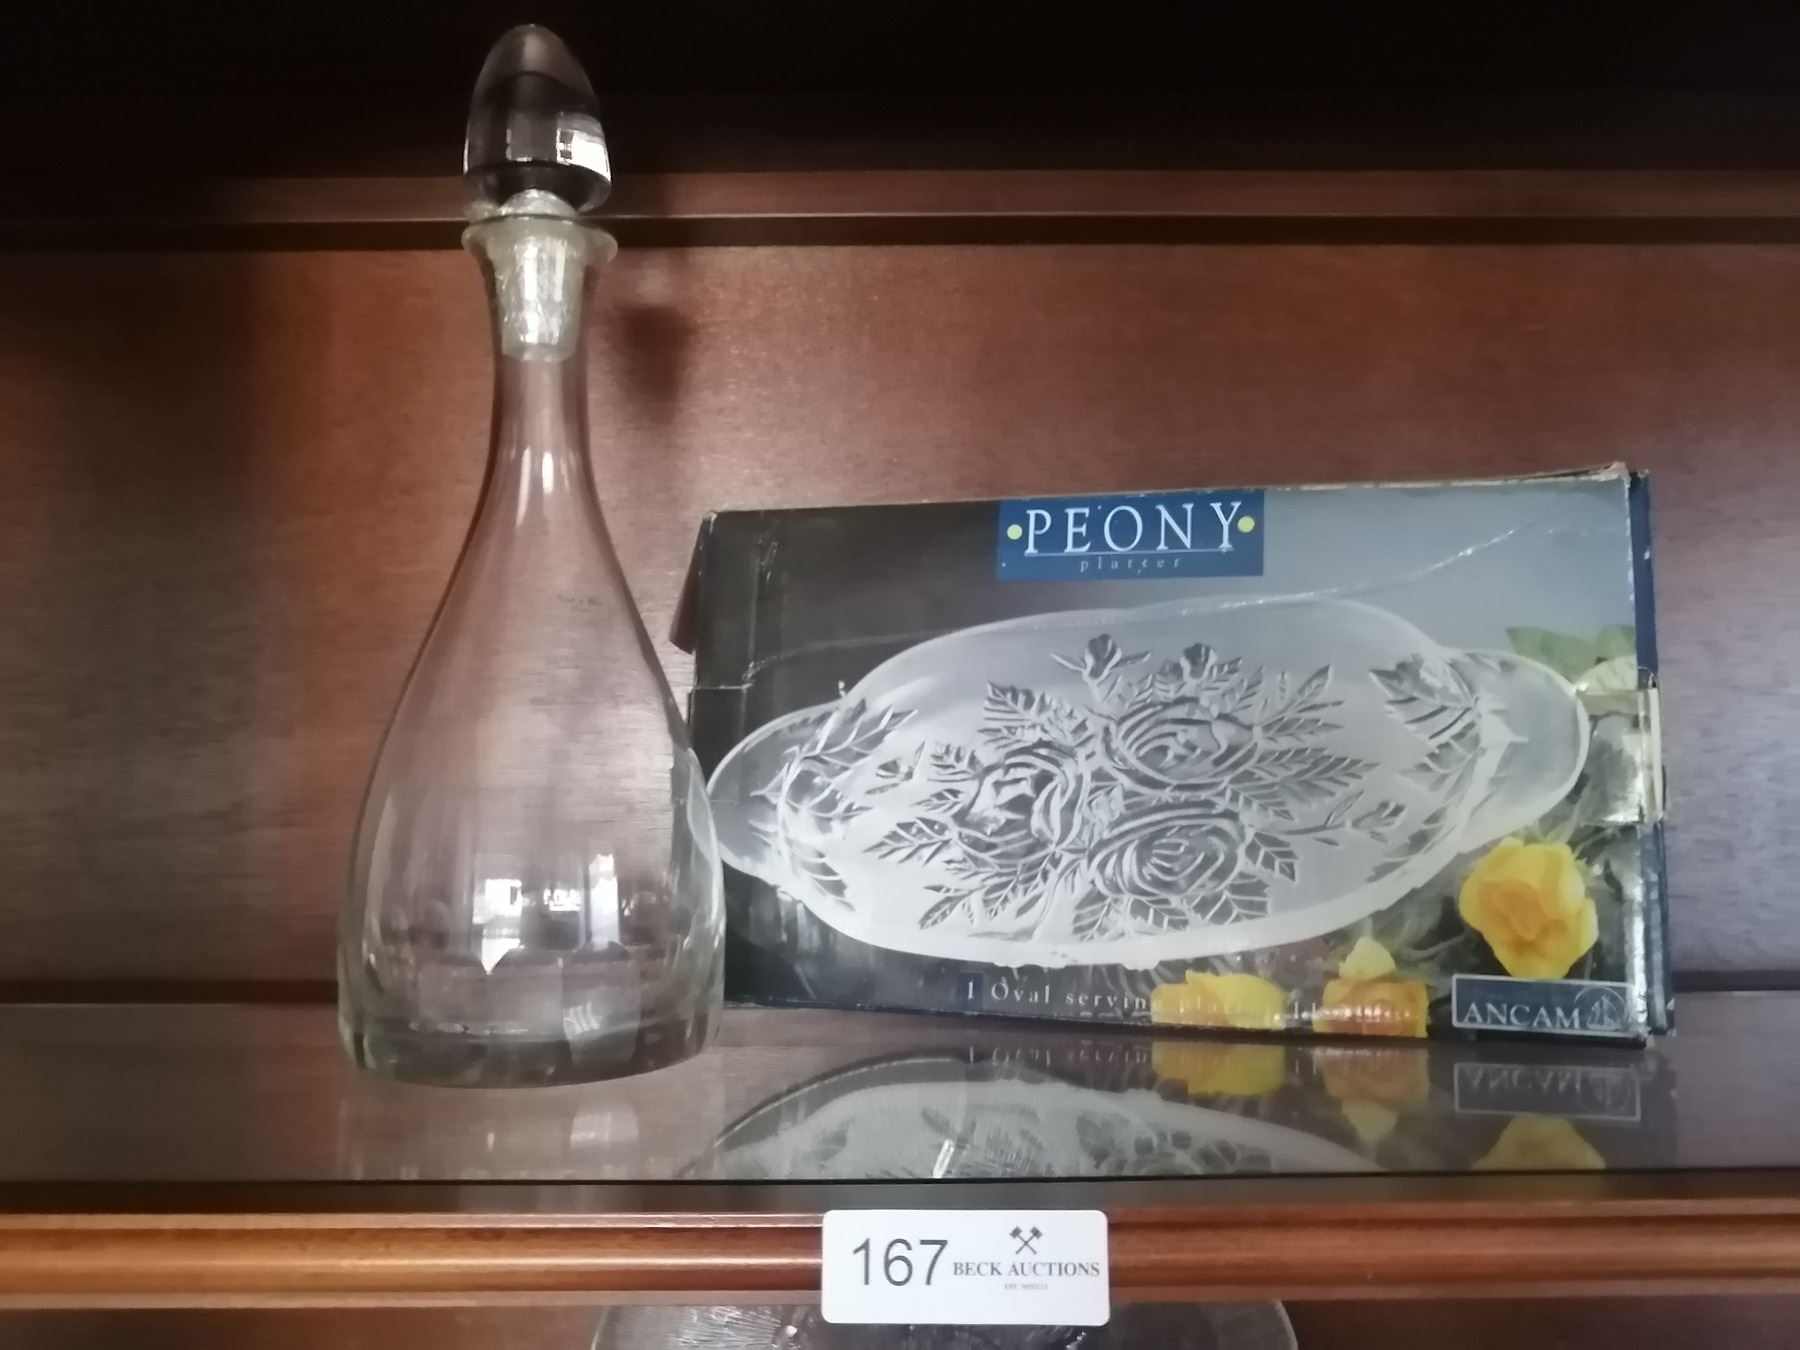 PEONY
platter
1 Oval serving
ANCAM
167
BECK AUCTIONS